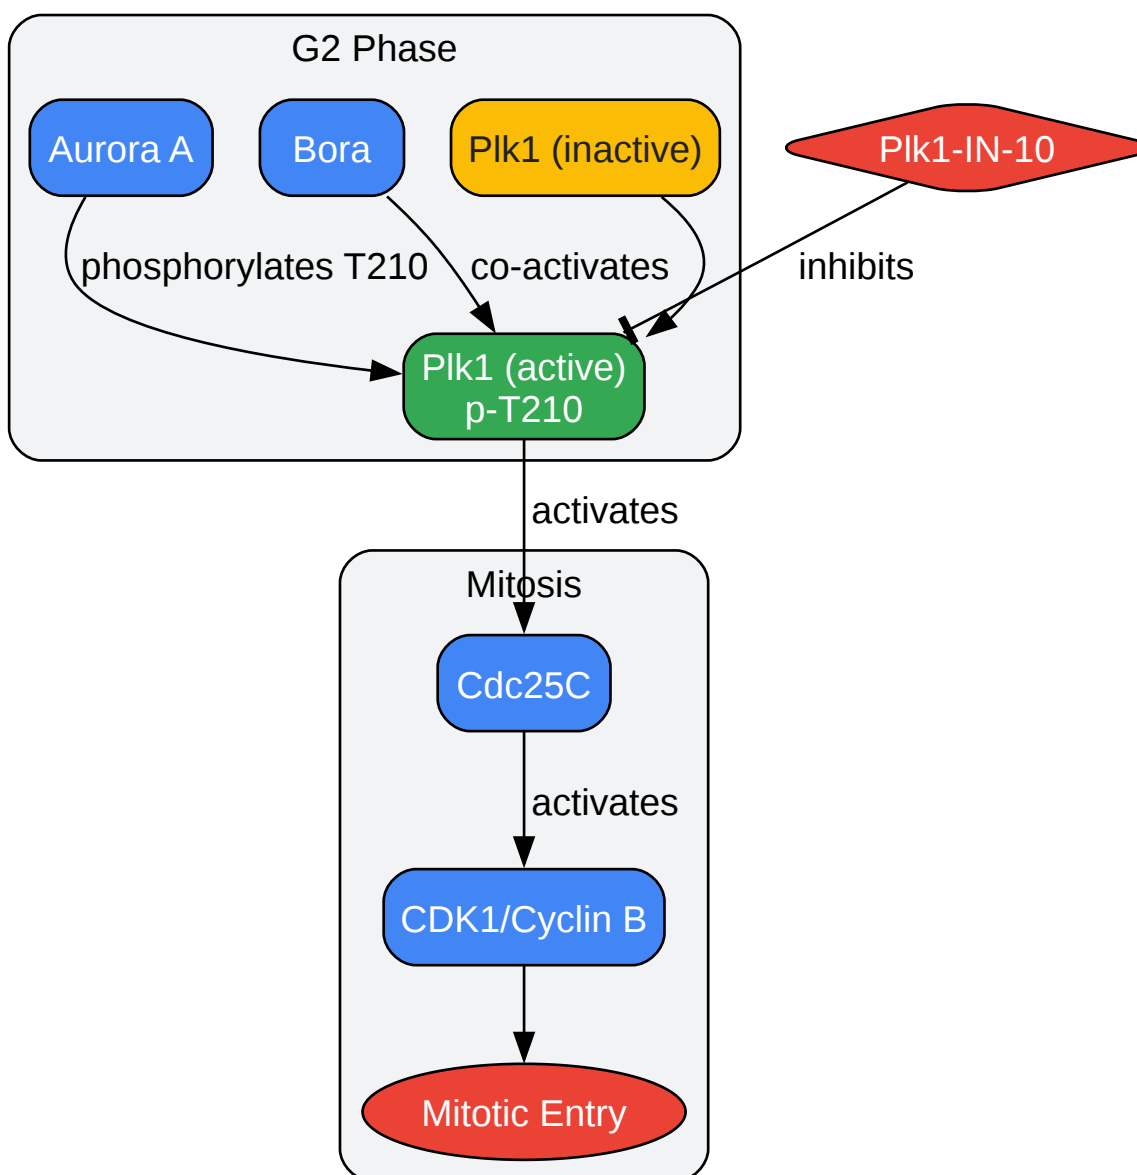 G2 Phase
Aurora A
Bora
Plk1 (inactive)
Plk1-IN-10
phosphorylates T210
co-activates
inhibits
Plk1 (active)
p-T210
activates
Mitosis
Cdc25C
activates
CDK1/Cyclin B
Mitotic Entry